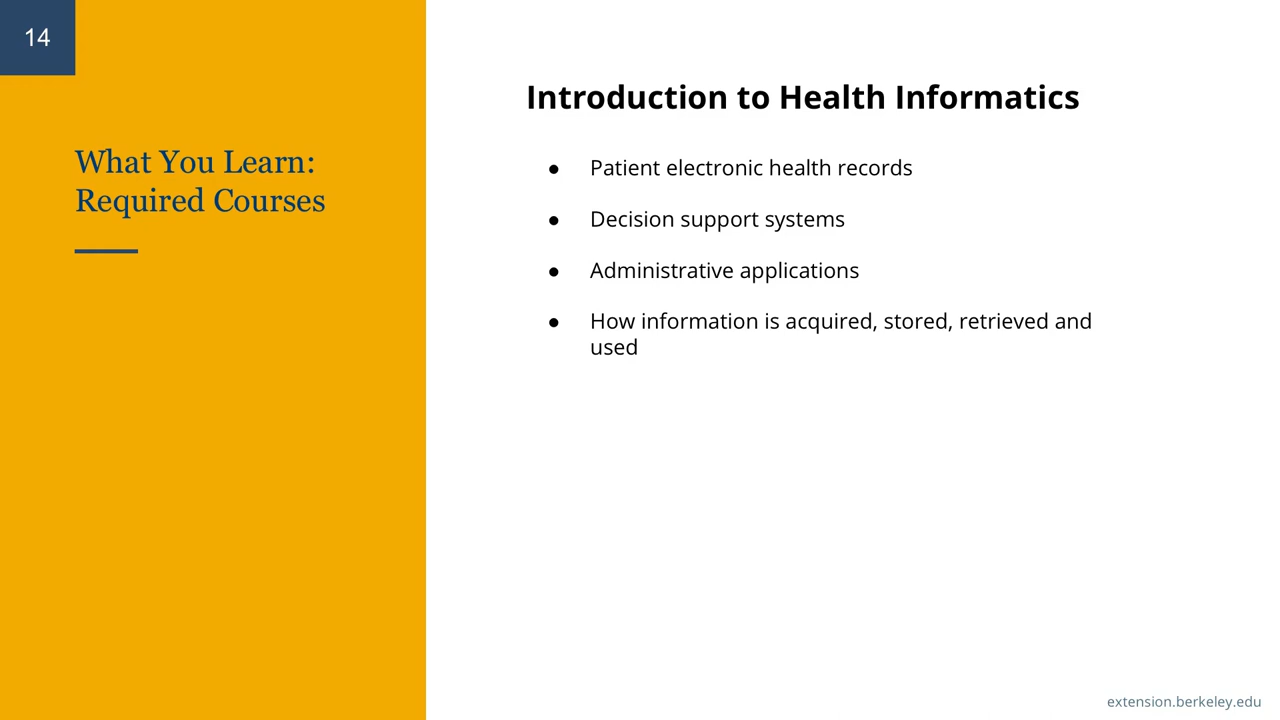 14
What You Learn:
Required Courses
Introduction to Health Informatics
● Patient electronic health records
● Decision support systems
● Administrative applications
● How information is acquired, stored, retrieved and
used
extension.berkeley.edu